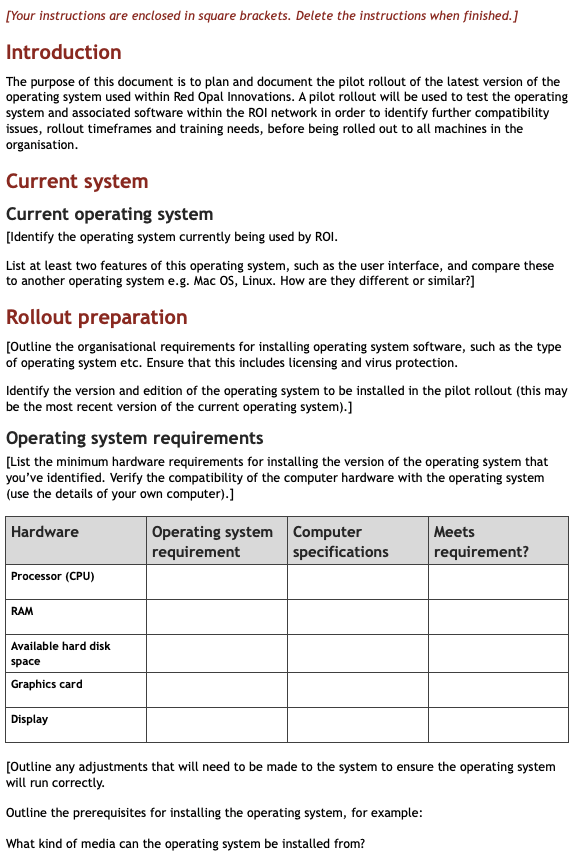 [Your instructions are enclosed in square brackets. Delete the instructions when finished.]
Introduction
The purpose of this document is to plan and document the pilot rollout of the latest version of the
operating system used within Red Opal Innovations. A pilot rollout will be used to test the operating
system and associated software within the ROI network in order to identify further compatibility
issues, rollout timeframes and training needs, before being rolled out to all machines in the
organisation.
Current system
Current operating system
[Identify the operating system currently being used by ROI.
List at least two features of this operating system, such as the user interface, and compare these
to another operating system e.g. Mac OS, Linux. How are they different or similar?]
Rollout preparation
[Outline the organisational requirements for installing operating system software, such as the type
of operating system etc. Ensure that this includes licensing and virus protection.
Identify the version and edition of the operating system to be installed in the pilot rollout (this may
be the most recent version of the current operating system).]
Operating system requirements
[List the minimum hardware requirements for installing the version of the operating system that
you've identified. Verify the compatibility of the computer hardware with the operating system
(use the details of your own computer).]
Hardware
Operating system
requirement
Computer
specifications
Meets
requirement?
Processor (CPU)
RAM
Available hard disk
space
Graphics card
Display
[Outline any adjustments that will need to be made to the system to ensure the operating system
will run correctly.
Outline the prerequisites for installing the operating system, for example:
What kind of media can the operating system be installed from?